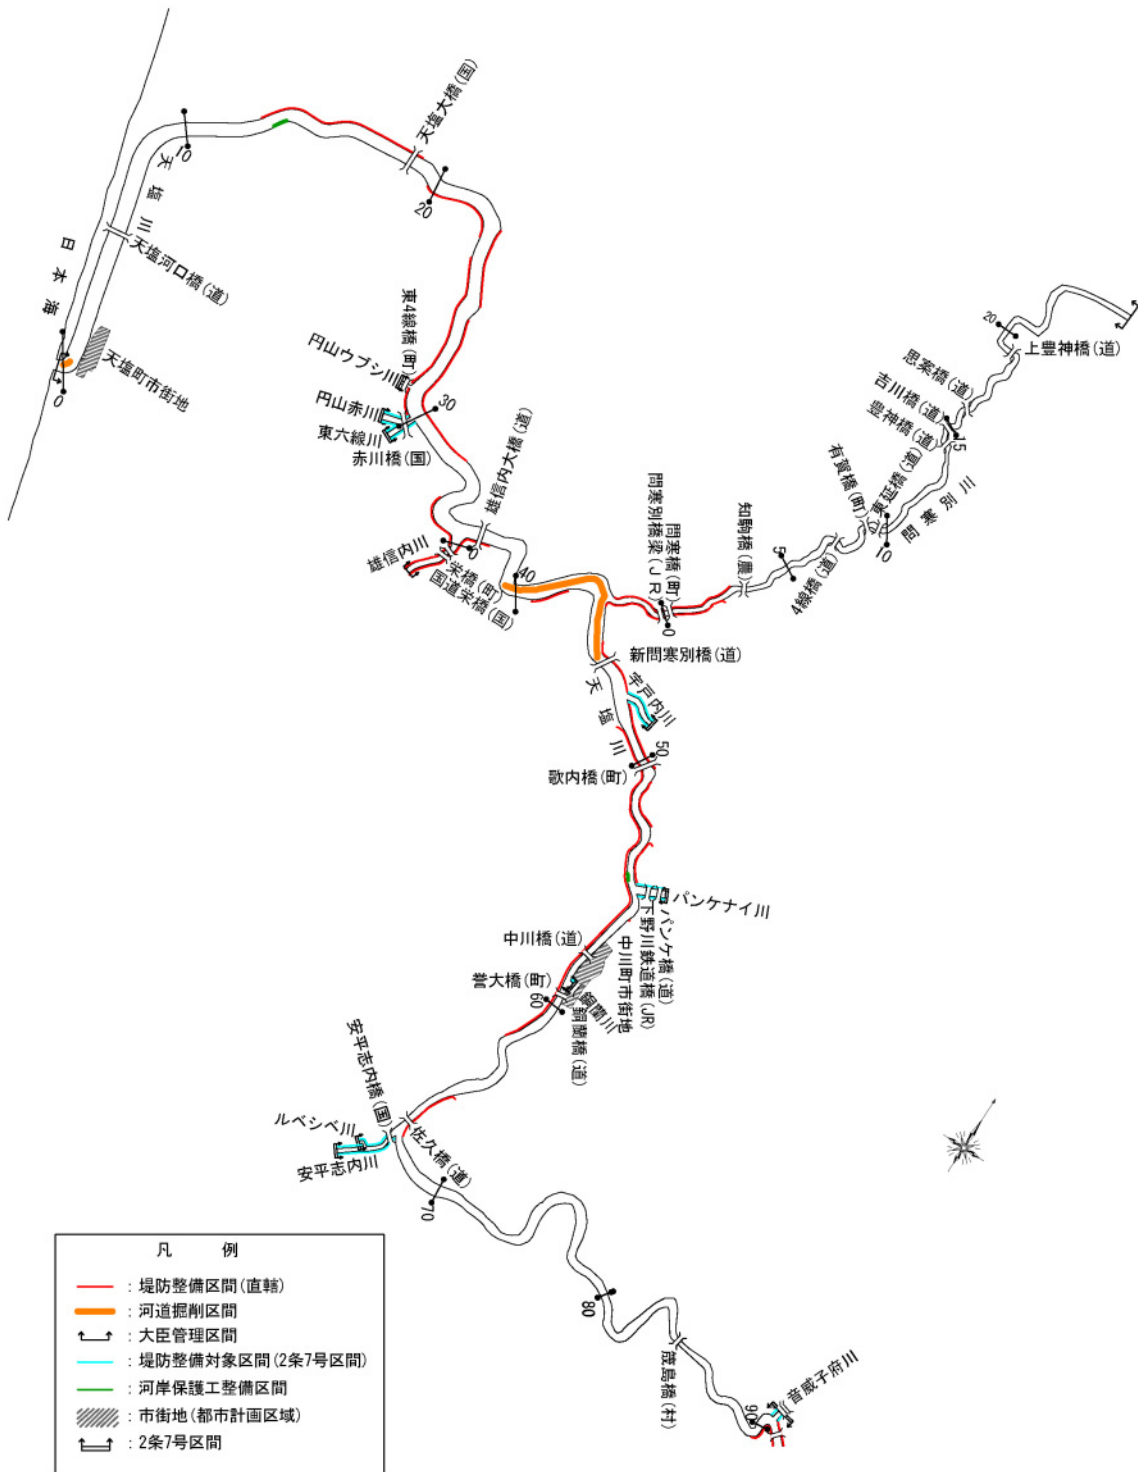 天塩大橋(国)
10
天塩川
20
日本海
天塩河口橋(道)
天塩町市街地
0
東4線橋(町)
円山ウブシ川
円山赤川
東六線川
赤川橋(国)
30
雄信内大橋(道)
雄信内川
0
栄橋(町)
国道栄橋(国)
40
問寒別橋梁(JR)
問寒橋(町)
0
知駒橋(農)
5
4線橋(道)
有賀橋(町)
東延橋(道)
10
問寒別川
豊神橋(道)
吉川橋(道)
思案橋(道)
15
20
上豊神橋(道)
新問寒別橋(道)
宇戸内川
天塩川
50
歌内橋(町)
パンケナイ川
パンケ橋(道)
下野川鉄道橋(JR)
中川町市街地
中川橋(道)
誉大橋(町)
60
銅蘭川
銅蘭橋(道)
安平志内橋(国)
ルベシベ川
安平志内川
佐久橋(道)
70
80
筬島橋(村)
音威子府川
90
凡 例
:堤防整備区間(直轄)
:河道掘削区間
:大臣管理区間
:堤防整備対象区間(2条7号区間)
:河岸保護工整備区間
:市街地(都市計画区域)
:2条7号区間